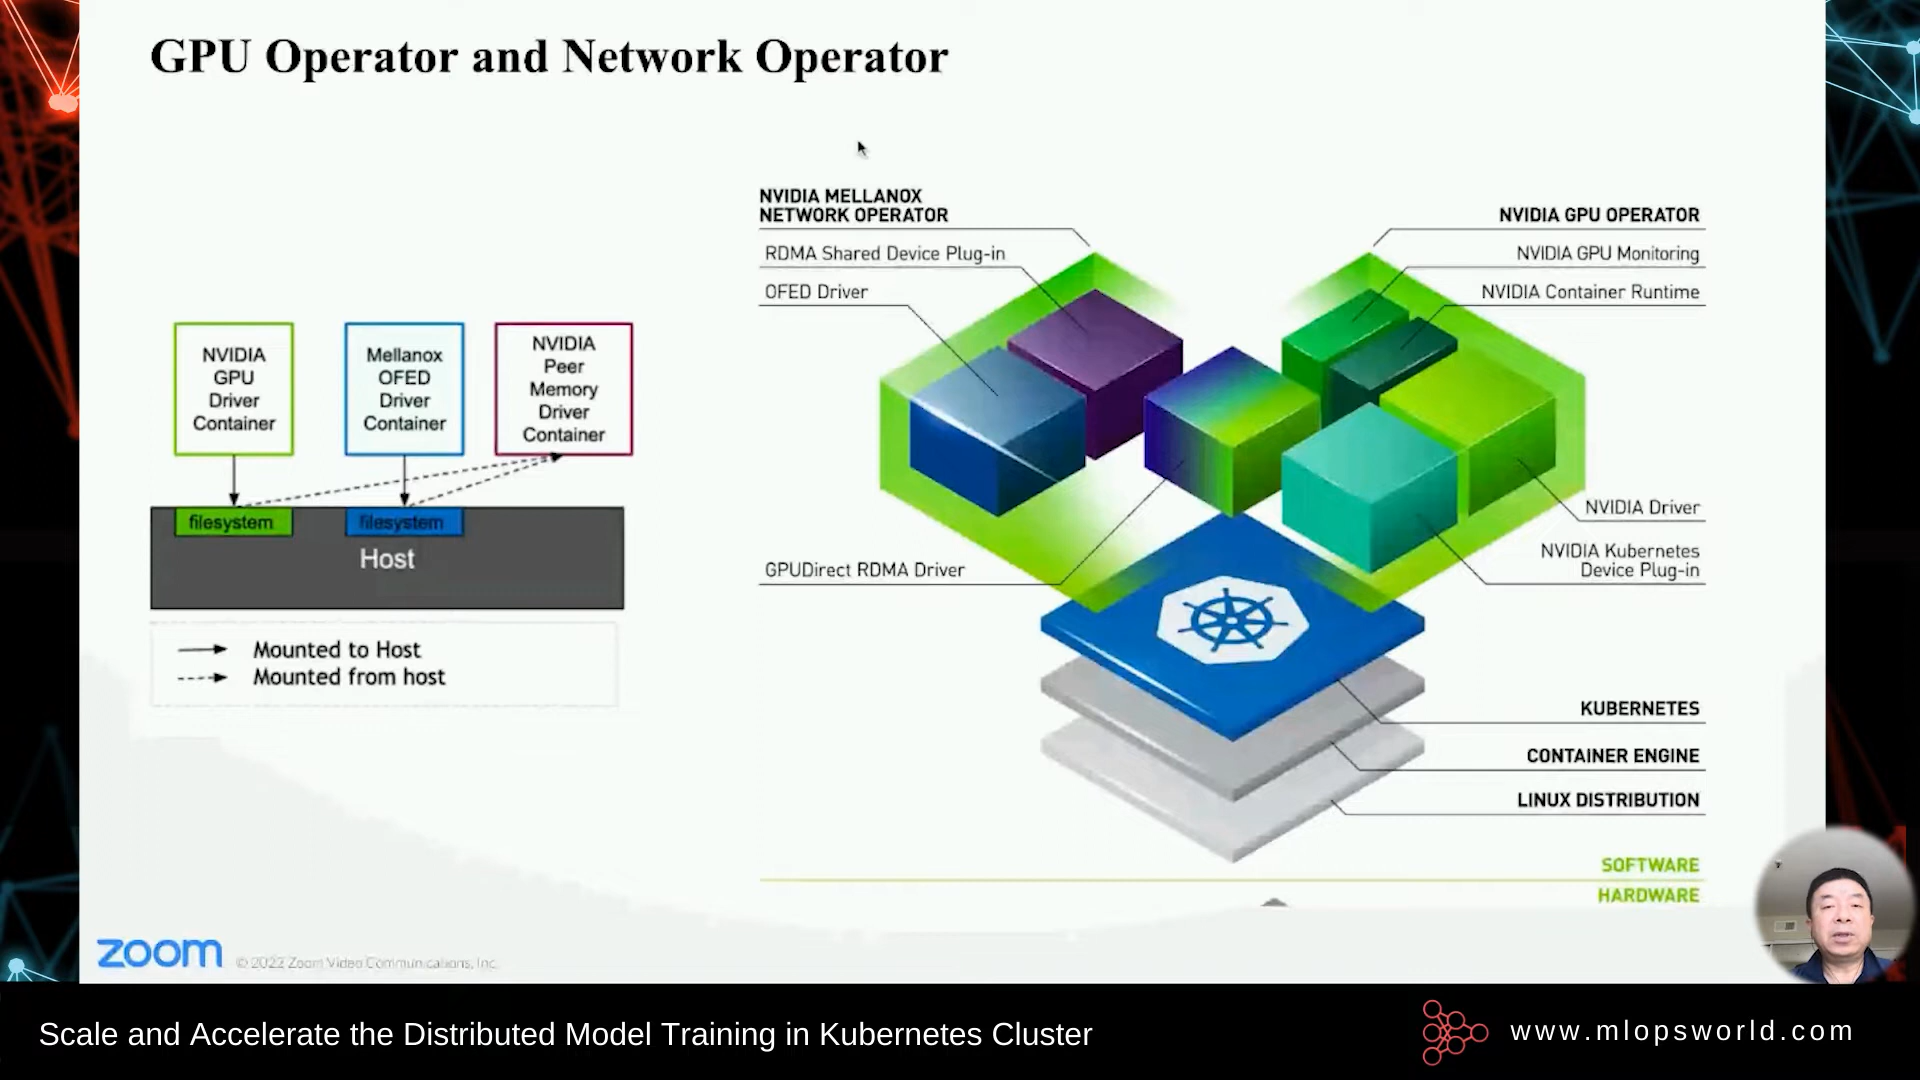 GPU Operator and Network Operator
NVIDIA
GPU
Driver
Container
Mellanox
OFED
Driver
Container
NVIDIA
Peer
Memory
Driver
Container
filesystem
filesystem
Host
Mounted to Host
Mounted from host
NVIDIA MELLANOX
NETWORK OPERATOR
RDMA Shared Device Plug-in
OFED Driver
GPUDirect RDMA Driver
NVIDIA GPU OPERATOR
NVIDIA GPU Monitoring
NVIDIA Container Runtime
NVIDIA Driver
NVIDIA Kubernetes
Device Plug-in
KUBERNETES
CONTAINER ENGINE
LINUX DISTRIBUTION
SOFTWARE
HARDWARE
zoom
© 2022 Zoom Video Communications, Inc.
Scale and Accelerate the Distributed Model Training in Kubernetes Cluster
www.mlopsworld.com